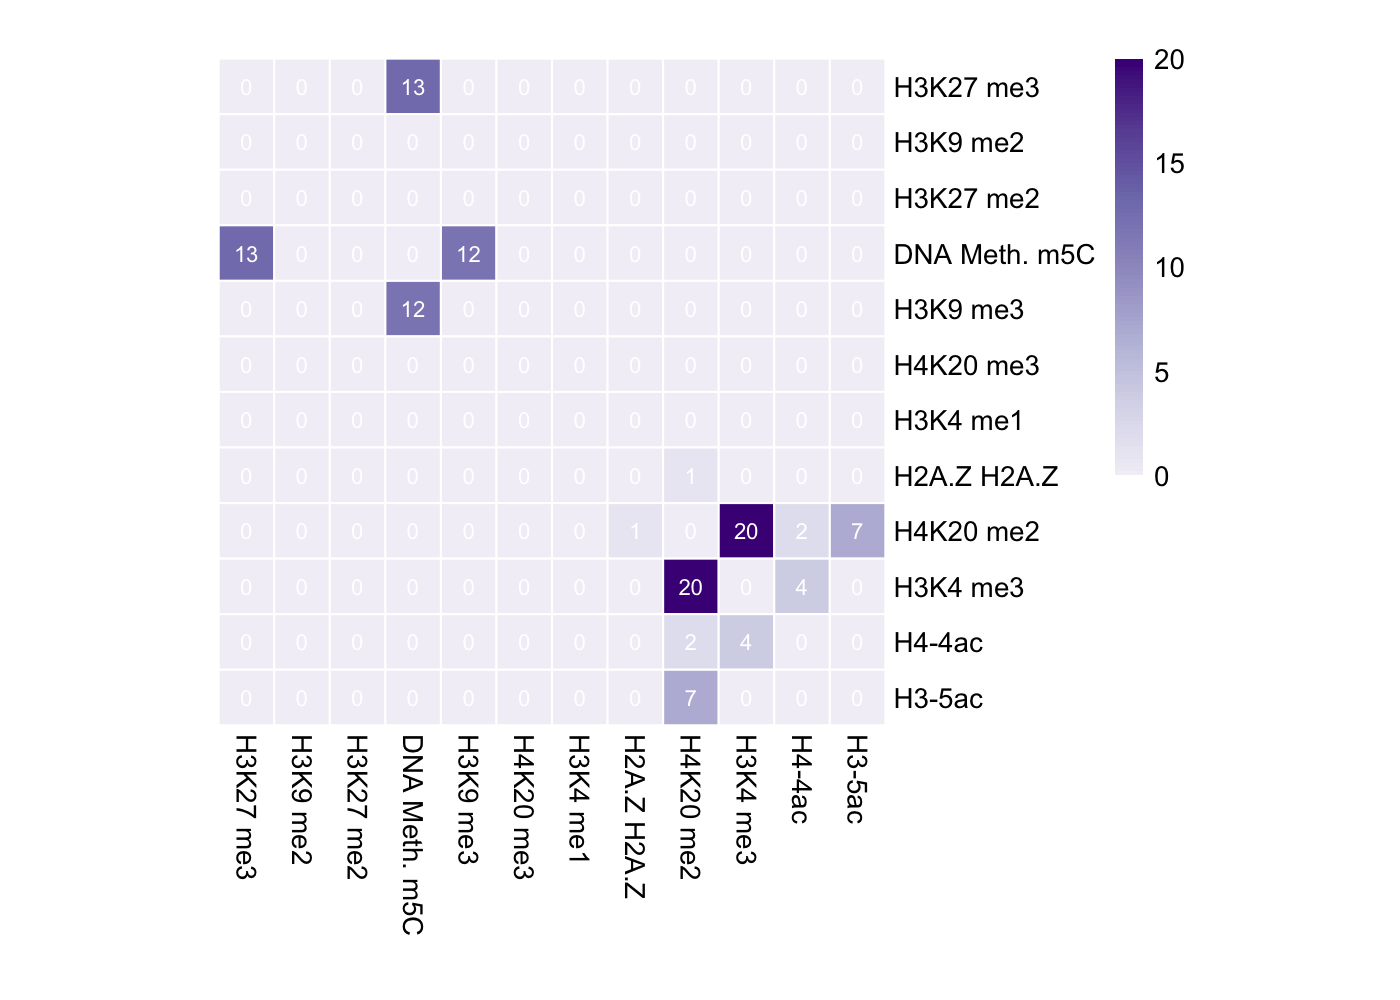 0 0 0 13 0 0 0 0 0 0 0 0 H3K27 me3
0 0 0 0 0 0 0 0 0 0 0 0 H3K9 me2
0 0 0 0 0 0 0 0 0 0 0 0 H3K27 me2
13 0 0 0 12 0 0 0 0 0 0 0 DNA Meth. m5C
0 0 0 12 0 0 0 0 0 0 0 0 H3K9 me3
0 0 0 0 0 0 0 0 0 0 0 0 H4K20 me3
0 0 0 0 0 0 0 0 0 0 0 0 H3K4 me1
0 0 0 0 0 0 0 0 1 0 0 0 H2A.Z H2A.Z
0 0 0 0 0 0 0 1 0 20 2 7 H4K20 me2
0 0 0 0 0 0 0 0 20 0 4 0 H3K4 me3
0 0 0 0 0 0 0 0 2 4 0 0 H4-4ac
0 0 0 0 0 0 0 0 7 0 0 0 H3-5ac
H3K27 me3
H3K9 me2
H3K27 me2
DNA Meth. m5C
H3K9 me3
H4K20 me3
H3K4 me1
H2A.Z H2A.Z
H4K20 me2
H3K4 me3
H4-4ac
H3-5ac
20
15
10
5
0